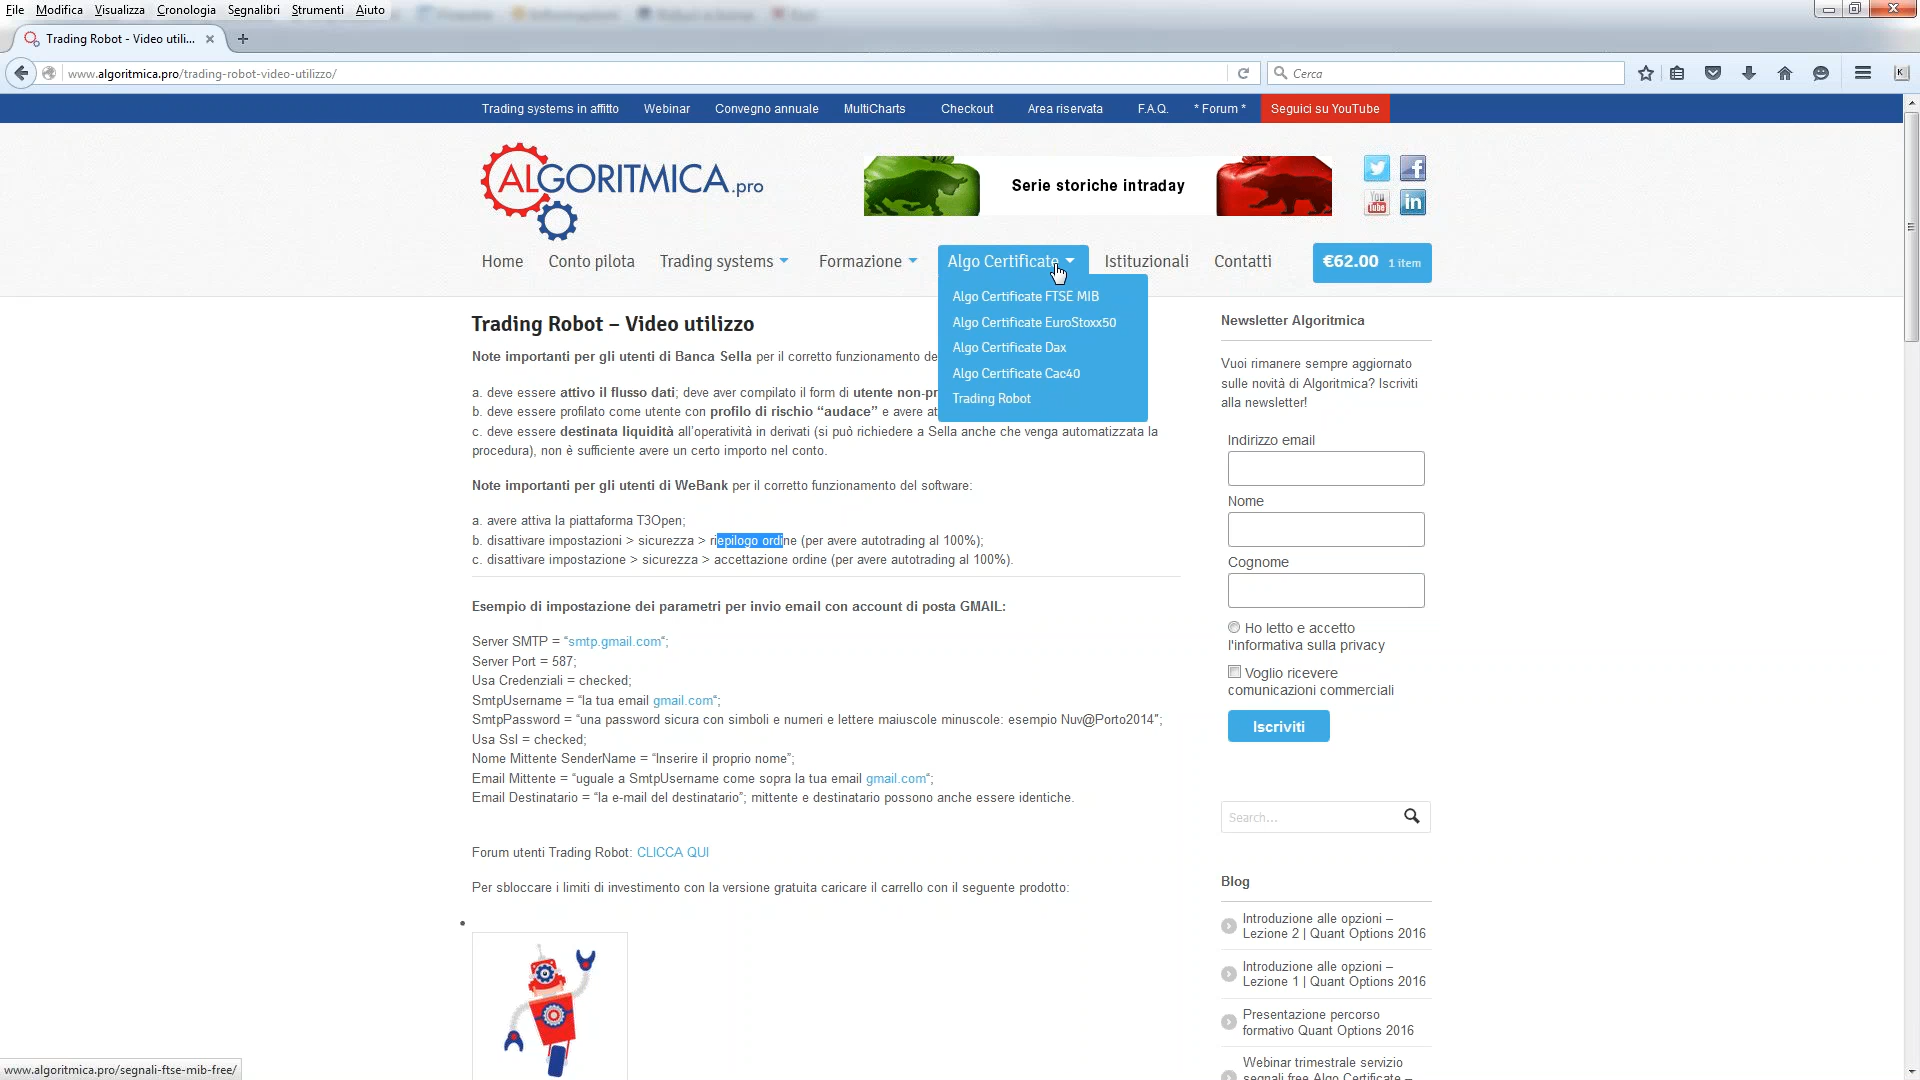 File Modifica Visualizza Cronologia Segnalibri Strumenti Aiuto
Trading Robot - Video utili...
www.algoritmica.pro/trading-robot-video-utilizzo/
Cerca
Trading systems in affitto Webinar Convegno annuale MultiCharts Checkout Area riservata F.A.Q. * Forum * Seguici su YouTube
ALGORITMICA.pro
Serie storiche intraday
You Tube
in
Home Conto pilota Trading systems Formazione Algo Certificate Istituzionali Contatti €62.00 1 item
Algo Certificate FTSE MIB
Algo Certificate EuroStoxx50
Algo Certificate Dax
Algo Certificate Cac40
Trading Robot
Trading Robot – Video utilizzo
Note importanti per gli utenti di Banca Sella per il corretto funzionamento de
a. deve essere attivo il flusso dati; deve aver compilato il form di utente non-pr
b. deve essere profilato come utente con profilo di rischio “audace” e avere at
c. deve essere destinata liquidità all’operatività in derivati (si può richiedere a Sella anche che venga automatizzata la
procedura), non è sufficiente avere un certo importo nel conto.
Note importanti per gli utenti di WeBank per il corretto funzionamento del software:
a. avere attiva la piattaforma T3Open;
b. disattivare impostazioni > sicurezza > riepilogo ordine (per avere autotrading al 100%);
c. disattivare impostazione > sicurezza > accettazione ordine (per avere autotrading al 100%).
Esempio di impostazione dei parametri per invio email con account di posta GMAIL:
Server SMTP = “smtp.gmail.com“;
Server Port = 587;
Usa Credenziali = checked;
SmtpUsername = “la tua email gmail.com“;
SmtpPassword = “una password sicura con simboli e numeri e lettere maiuscole minuscole: esempio Nuv@Porto2014″;
Usa Ssl = checked;
Nome Mittente SenderName = “Inserire il proprio nome”;
Email Mittente = “uguale a SmtpUsername come sopra la tua email gmail.com“;
Email Destinatario = “la e-mail del destinatario”; mittente e destinatario possono anche essere identiche.
Forum utenti Trading Robot: CLICCA QUI
Per sbloccare i limiti di investimento con la versione gratuita caricare il carrello con il seguente prodotto:
Newsletter Algoritmica
Vuoi rimanere sempre aggiornato
sulle novità di Algoritmica? Iscriviti
alla newsletter!
Indirizzo email
Nome
Cognome
Ho letto e accetto
l'informativa sulla privacy
Voglio ricevere
comunicazioni commerciali
Iscriviti
Search...
Blog
Introduzione alle opzioni –
Lezione 2 | Quant Options 2016
Introduzione alle opzioni –
Lezione 1 | Quant Options 2016
Presentazione percorso
formativo Quant Options 2016
Webinar trimestrale servizio
segnali free Algo Certificate –
www.algoritmica.pro/segnali-ftse-mib-free/